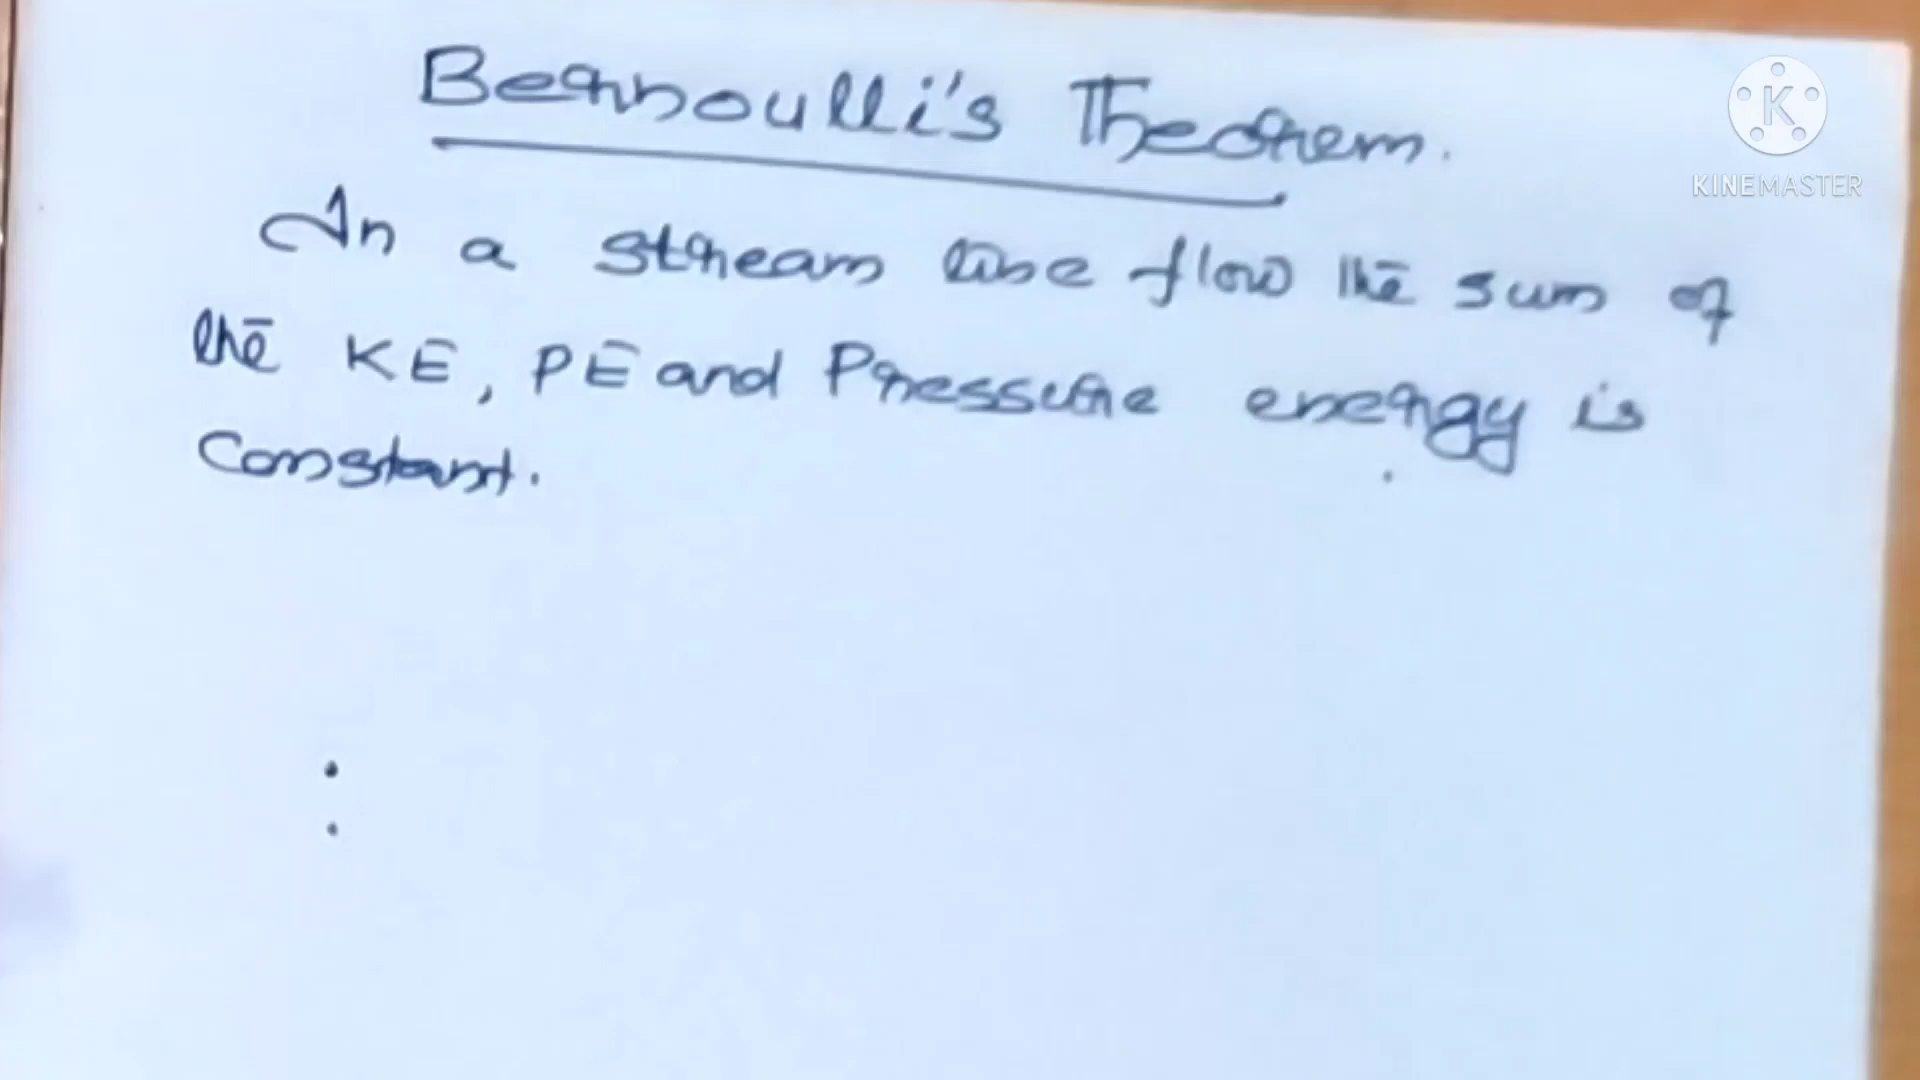 Bernoulli's Theorem.
KINEMASTER
In a stream line flow the sum of
the KE, PE and Pressure energy is
Constant.